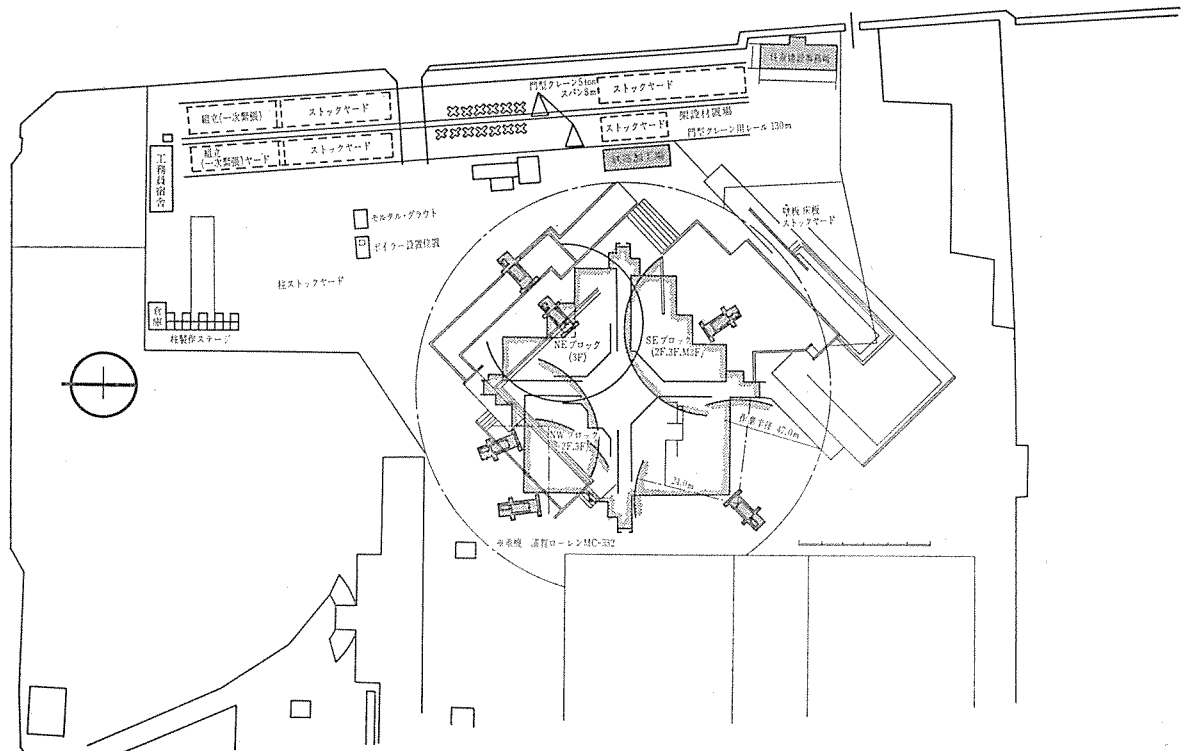 門型クレーン5ton
スパン8m
組立(一次緊張)
ストックヤード
ストックヤード
架設材置場
組立
(一次緊張)ヤード
ストックヤード
ストックヤード
門型クレーン用レール 130m
工務員宿舎
モルタル・グラウト
ボイラー設置位置
壁板 床板
ストックヤード
柱ストックヤード
倉庫
柱製作ステージ
NEブロック
(3F)
SEブロック
(2F.3F.M3F)
NWブロック
2F.3F)
作業半径 47.0m
24.0m
ローレンMC-332